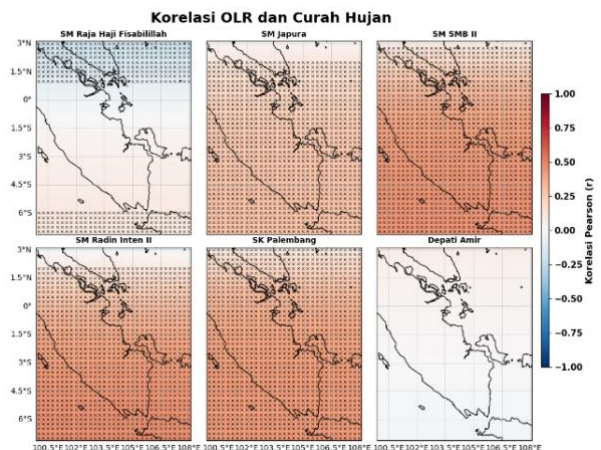 Korelasi OLR dan Curah Hujan
SM Raja Haji Fisabilillah
SM Japura
SM SMB II
3°N
1.5°N
0°
1.5°S
3°S
4.5°S
6°S
SM Radin Inten II
SK Palembang
Depati Amir
3°N
1.5°N
0°
1.5°S
3°S
4.5°S
6°S
100.5°E 102°E 103.5°E 105°E 106.5°E 108°E
100.5°E 102°E 103.5°E 105°E 106.5°E 108°E
100.5°E 102°E 103.5°E 105°E 106.5°E 108°E
1.00
0.75
0.50
0.25
0.00
−0.25
−0.50
−0.75
−1.00
Korelasi Pearson (r)